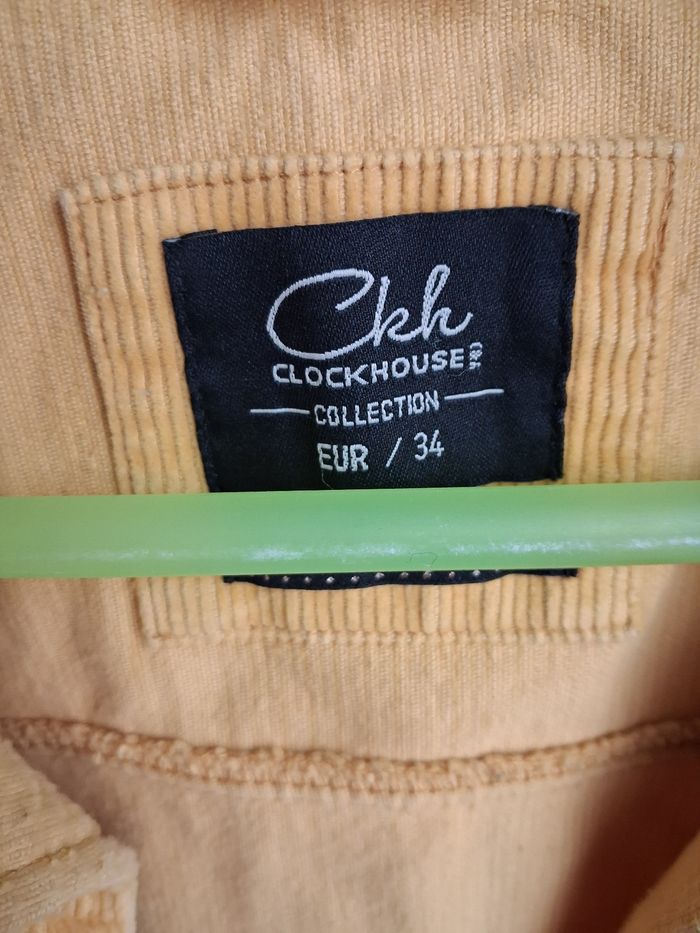 Ckh
CLOCKHOUSE C&A
COLLECTION
EUR / 34